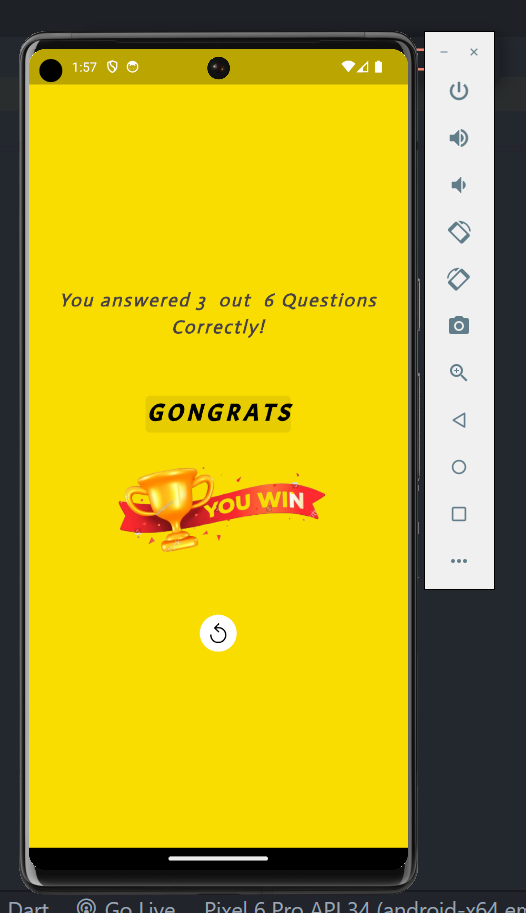 1:57
You answered 3 out 6 Questions
Correctly!
GONGRATS
YOU WIN
Dart Go Live Pixel 6 Pro API 34 (android-x64 em